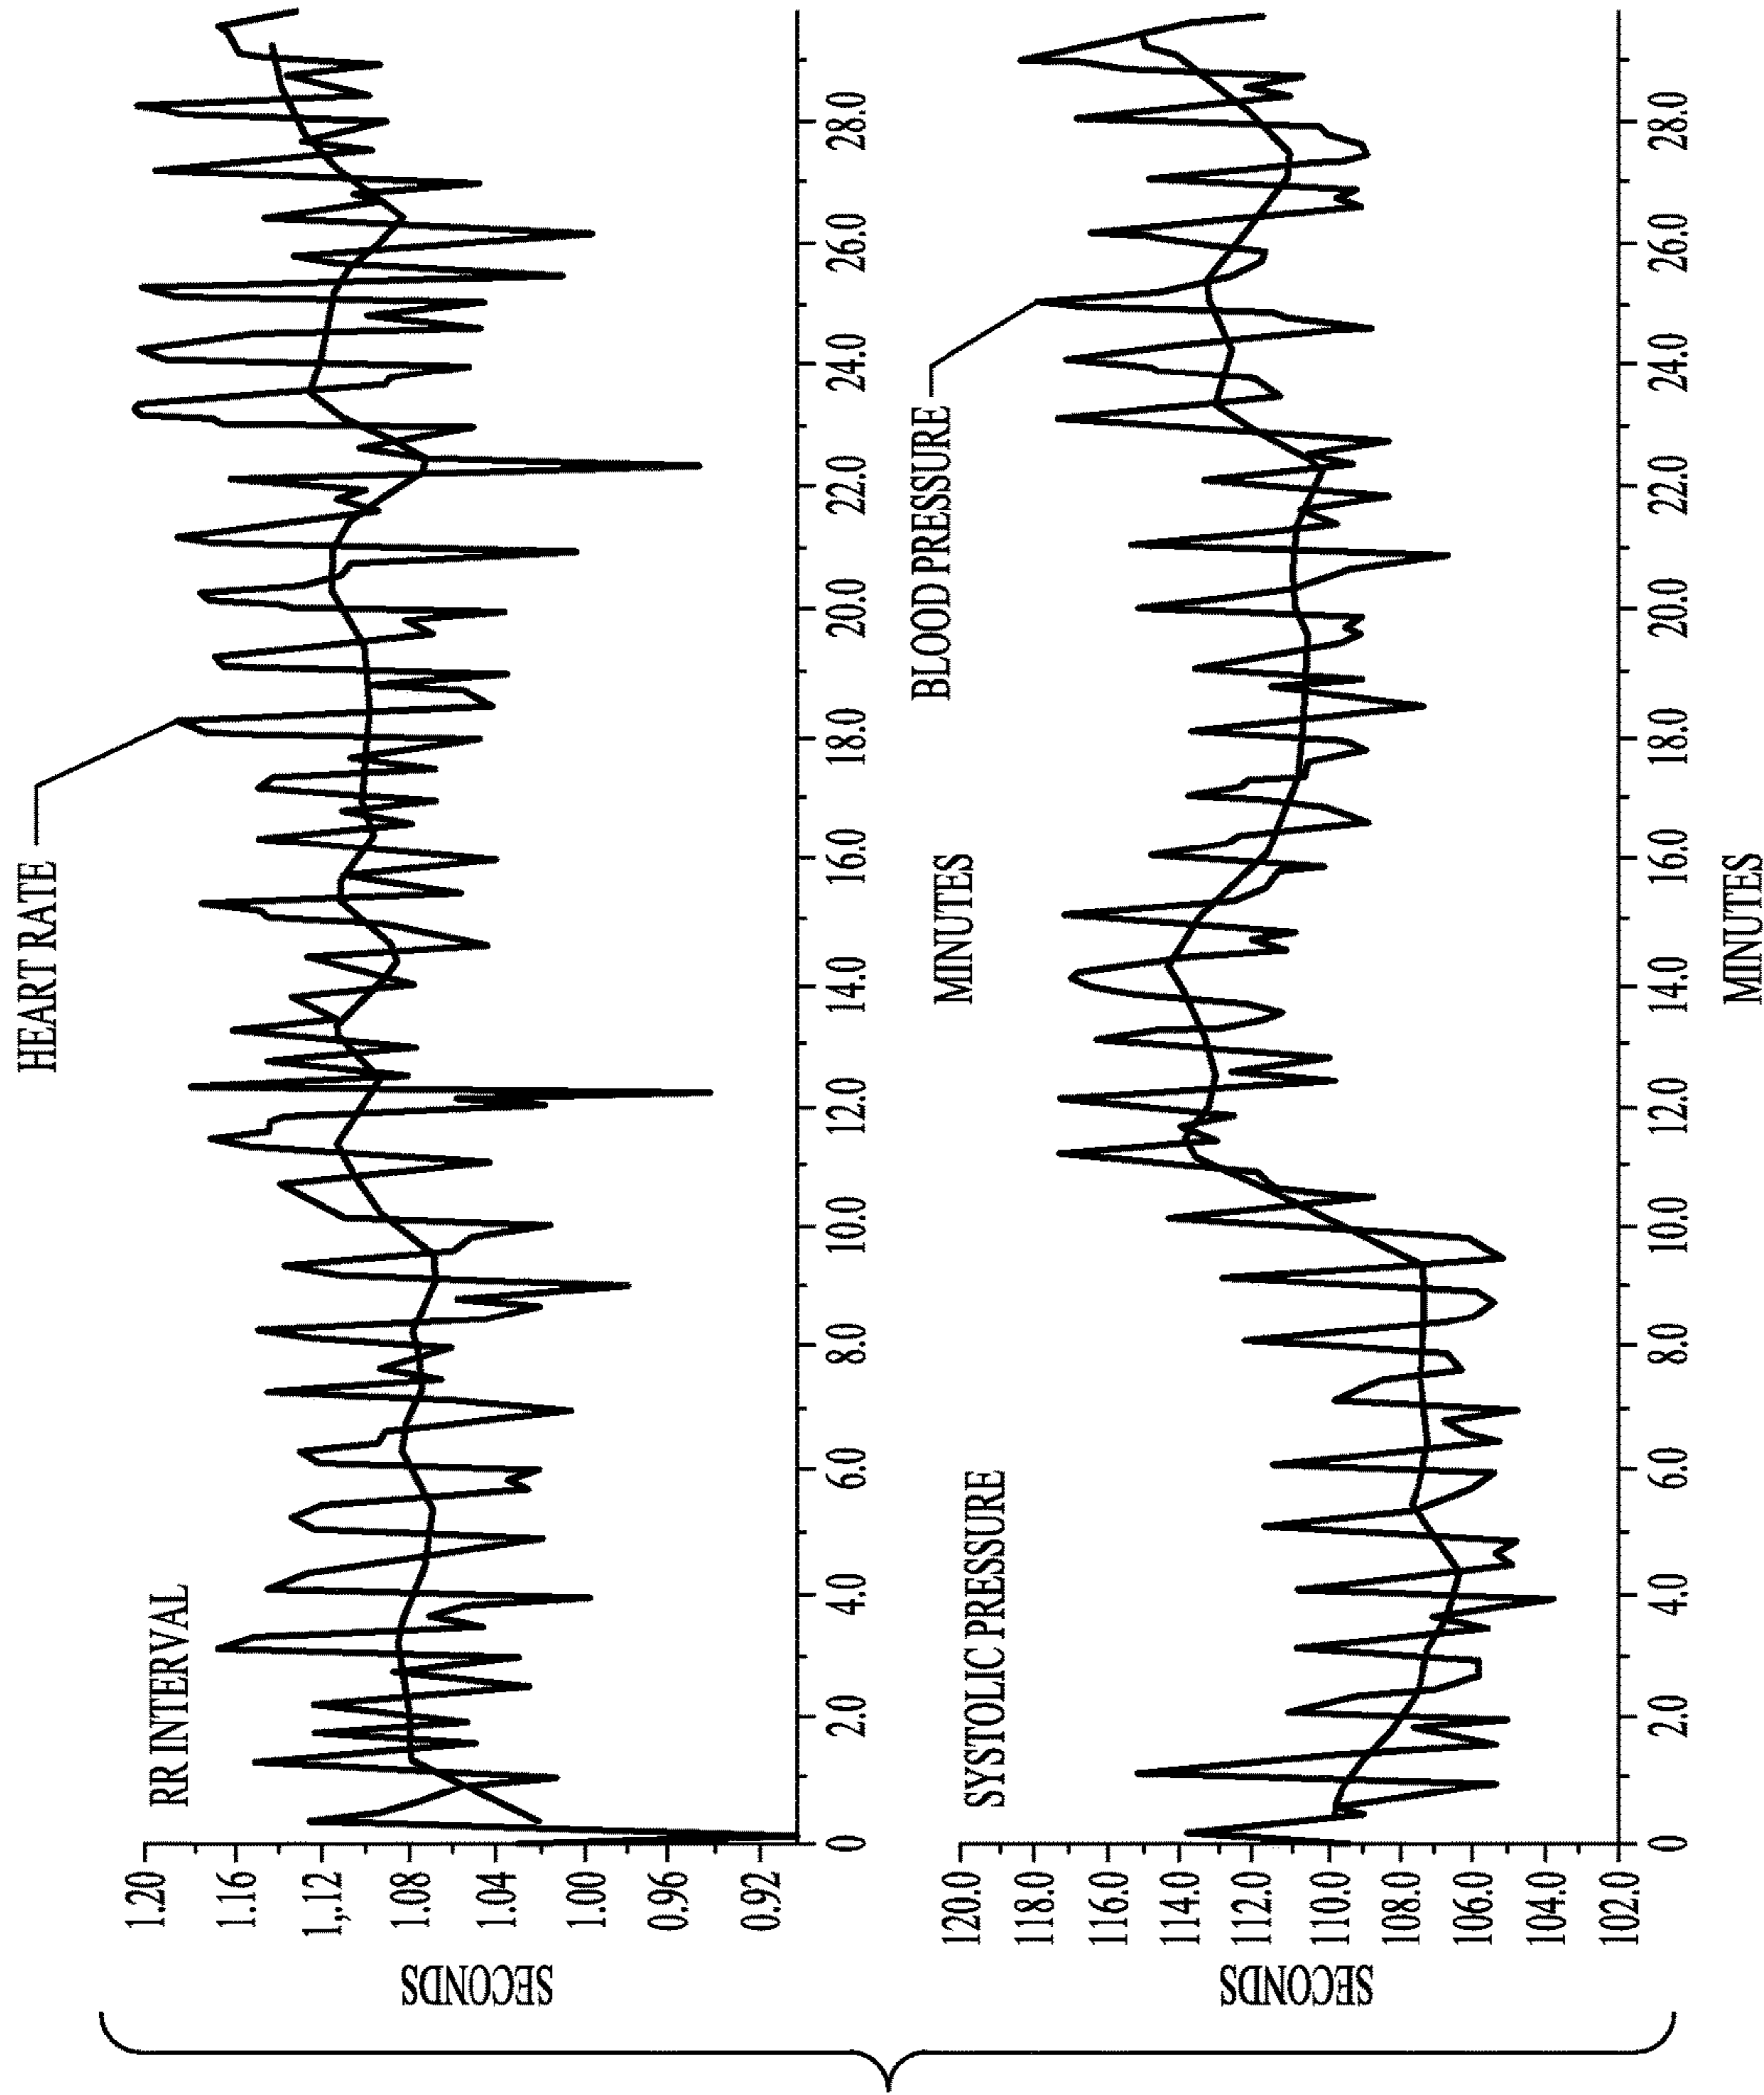 HEART RATE
RR INTERVAL
SECONDS
1.20
1.16
1,.12
1.08
1.04
1.00
0.96
0.92
0 2.0 4.0 6.0 8.0 10.0 12.0 14.0 16.0 18.0 20.0 22.0 24.0 26.0 28.0
MINUTES
BLOOD PRESSURE
SYSTOLIC PRESSURE
SECONDS
120.0
118.0
116.0
114.0
112.0
110.0
108.0
106.0
104.0
102.0
0 2.0 4.0 6.0 8.0 10.0 12.0 14.0 16.0 18.0 20.0 22.0 24.0 26.0 28.0
MINUTES